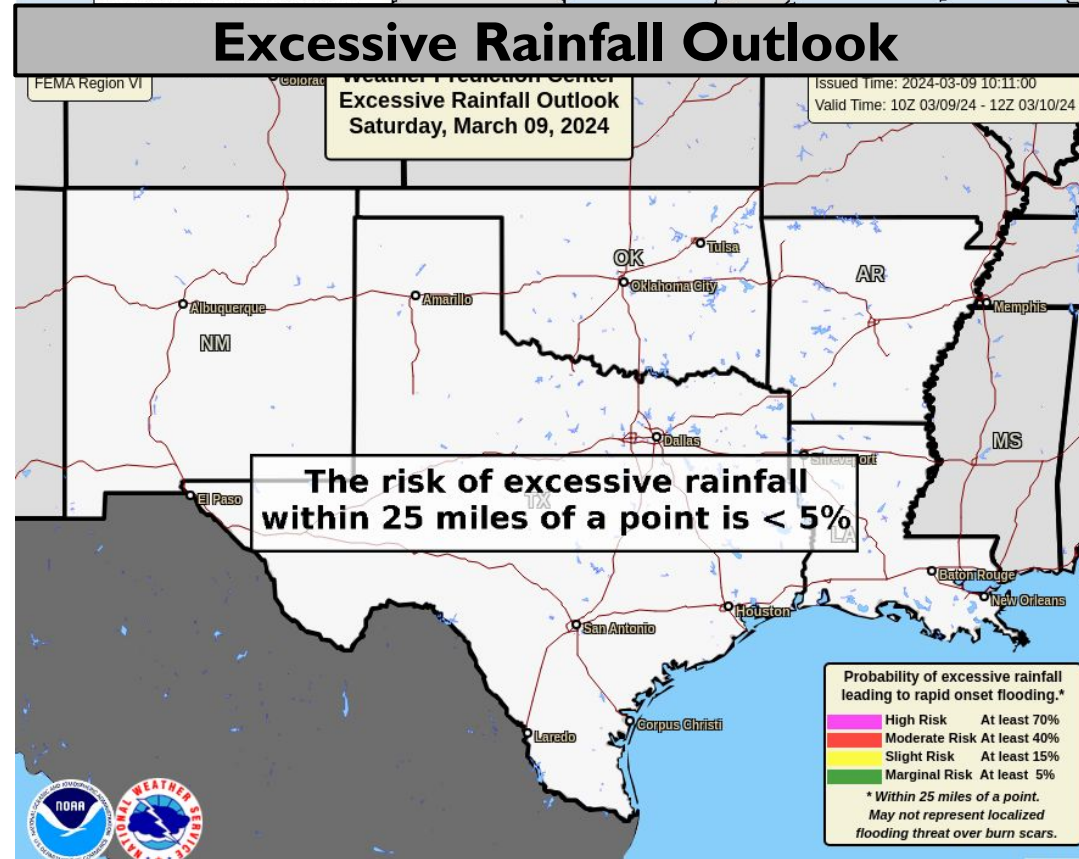 Excessive Rainfall Outlook
FEMA Region VI
Colorad
Weather Prediction Center
Excessive Rainfall Outlook
Saturday, March 09, 2024
Issued Time: 2024-03-09 10:11:00
Valid Time: 10Z 03/09/24 - 12Z 03/10/24
Tulsa
OK
AR
Oklahoma City
Albuquerque
Amarillo
Memphis
NM
Dallas
MS
Shreveport
El Paso
The risk of excessive rainfall
within 25 miles of a point is < 5%
TX
LA
Baton Rouge
New Orleans
Houston
San Antonio
Corpus Christi
Laredo
Probability of excessive rainfall
leading to rapid onset flooding.*
High Risk At least 70%
Moderate Risk At least 40%
Slight Risk At least 15%
Marginal Risk At least 5%
* Within 25 miles of a point.
May not represent localized
flooding threat over burn scars.
NOAA
NATIONAL WEATHER SERVICE